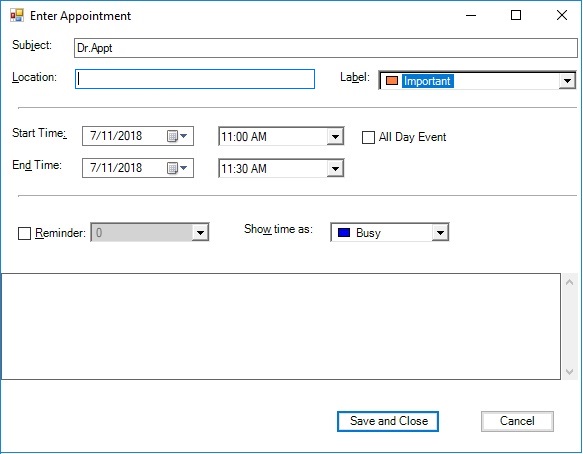 Enter Appointment
Subject: Dr.Appt
Location: Label: Important
Start Time: 7/11/2018 11:00 AM All Day Event
End Time: 7/11/2018 11:30 AM
Reminder: 0 Show time as: Busy
Save and Close Cancel